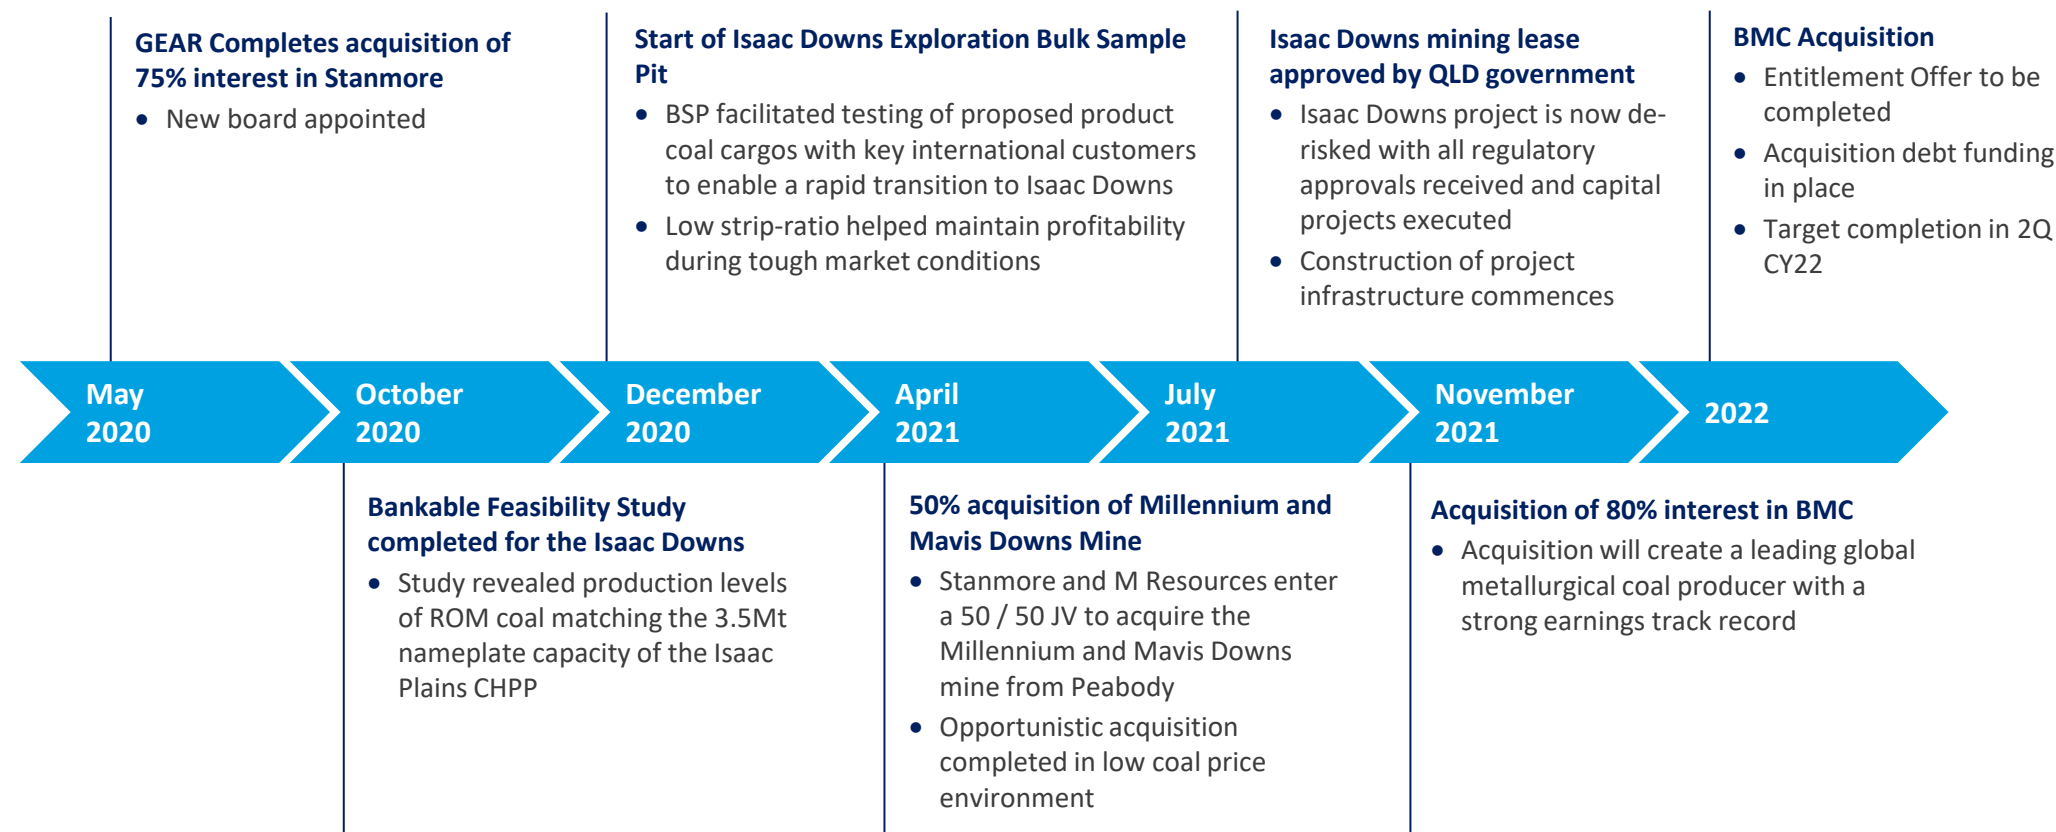 GEAR Completes acquisition of
75% interest in Stanmore
• New board appointed
Start of Isaac Downs Exploration Bulk Sample
Pit
• BSP facilitated testing of proposed product
coal cargos with key international customers
to enable a rapid transition to Isaac Downs
• Low strip-ratio helped maintain profitability
during tough market conditions
Isaac Downs mining lease
approved by QLD government
• Isaac Downs project is now de-
risked with all regulatory
approvals received and capital
projects executed
• Construction of project
infrastructure commences
BMC Acquisition
• Entitlement Offer to be
completed
• Acquisition debt funding
in place
• Target completion in 2Q
CY22
May
2020
October
2020
December
2020
April
2021
July
2021
November
2021
2022
Bankable Feasibility Study
completed for the Isaac Downs
• Study revealed production levels
of ROM coal matching the 3.5Mt
nameplate capacity of the Isaac
Plains CHPP
50% acquisition of Millennium and
Mavis Downs Mine
• Stanmore and M Resources enter
a 50 / 50 JV to acquire the
Millennium and Mavis Downs
mine from Peabody
• Opportunistic acquisition
completed in low coal price
environment
Acquisition of 80% interest in BMC
• Acquisition will create a leading global
metallurgical coal producer with a
strong earnings track record